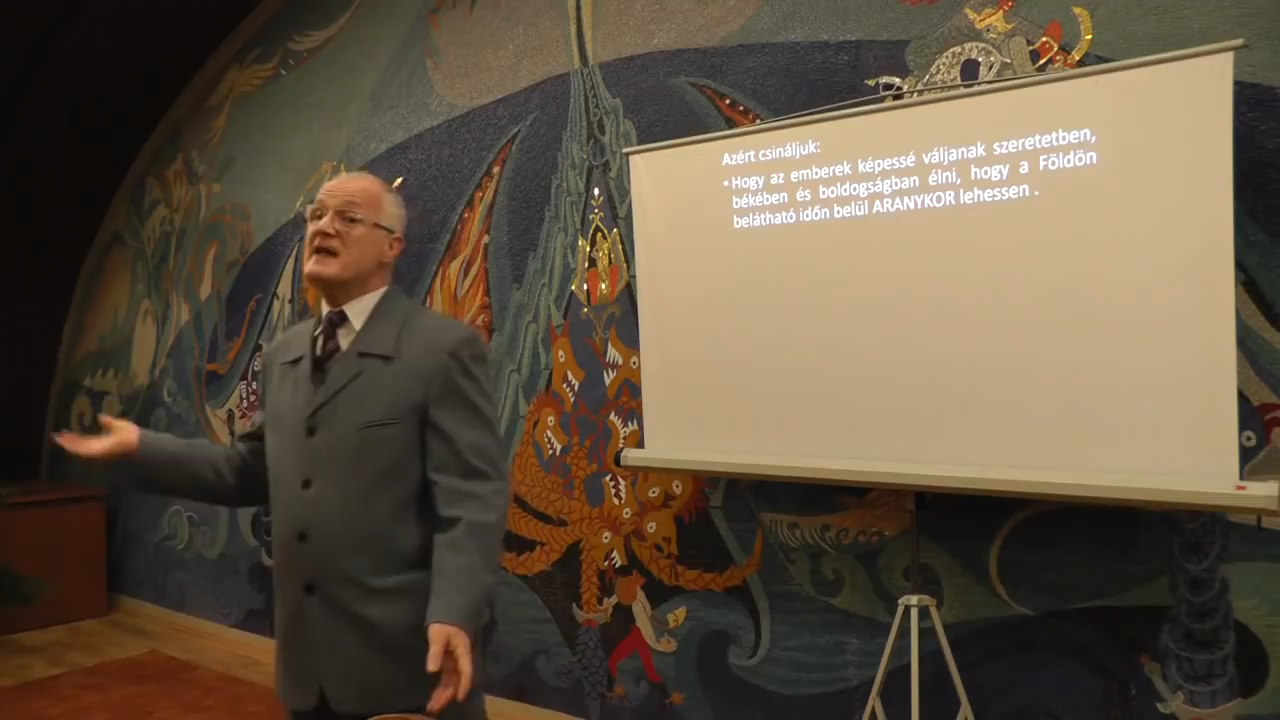 Azért csináljuk:
• Hogy az emberek képessé váljanak szeretetben,
békében és boldogságban élni, hogy a Földön
belátható időn belül ARANYKOR lehessen .